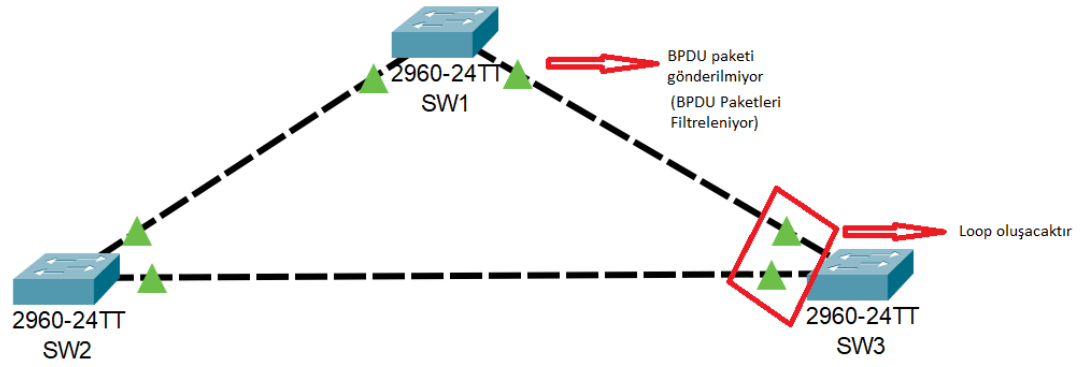 2960-24TT
SW1
BPDU paketi
gönderilmiyor
(BPDU Paketleri
Filtreleniyor)
Loop oluşacaktır
2960-24TT
SW2
2960-24TT
SW3